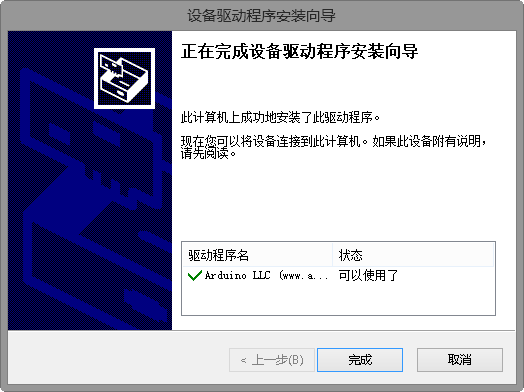 设备驱动程序安装向导
正在完成设备驱动程序安装向导
此计算机上成功地安装了此驱动程序。
现在您可以将设备连接到此计算机。如果此设备附有说明，
请先阅读。
驱动程序名 状态
Arduino LLC (www.a... 可以使用了
< 上一步(B) 完成 取消